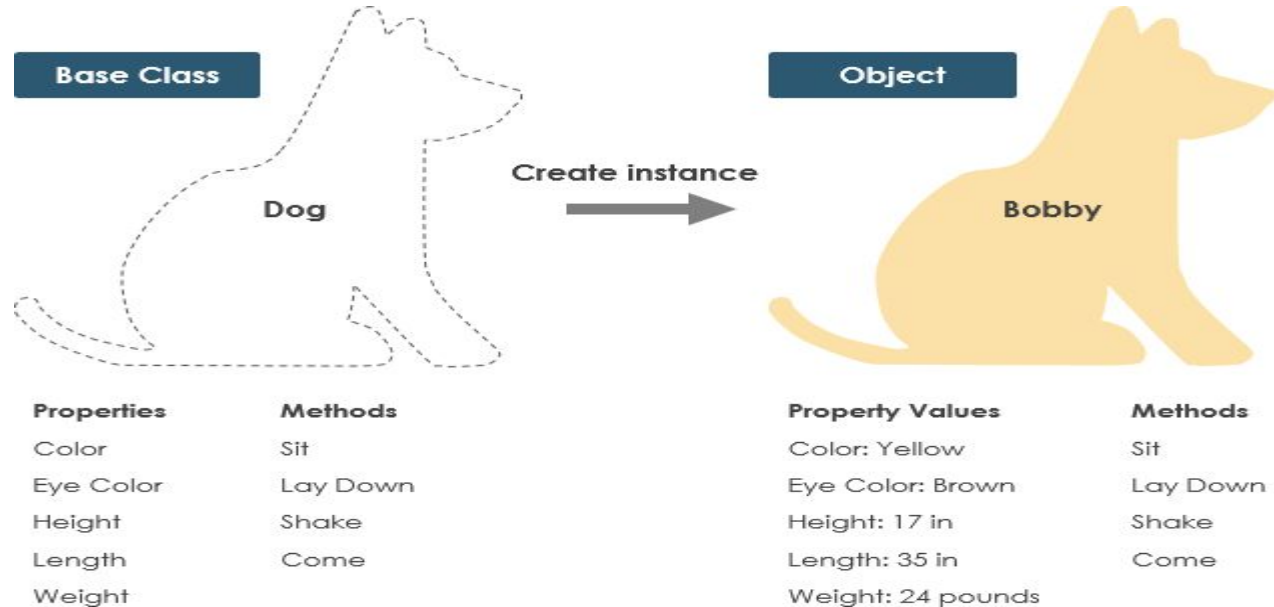 Base Class
Object
Create instance
Dog
Bobby
Properties Methods
Color Sit
Eye Color Lay Down
Height Shake
Length Come
Weight
Property Values Methods
Color: Yellow Sit
Eye Color: Brown Lay Down
Height: 17 in Shake
Length: 35 in Come
Weight: 24 pounds